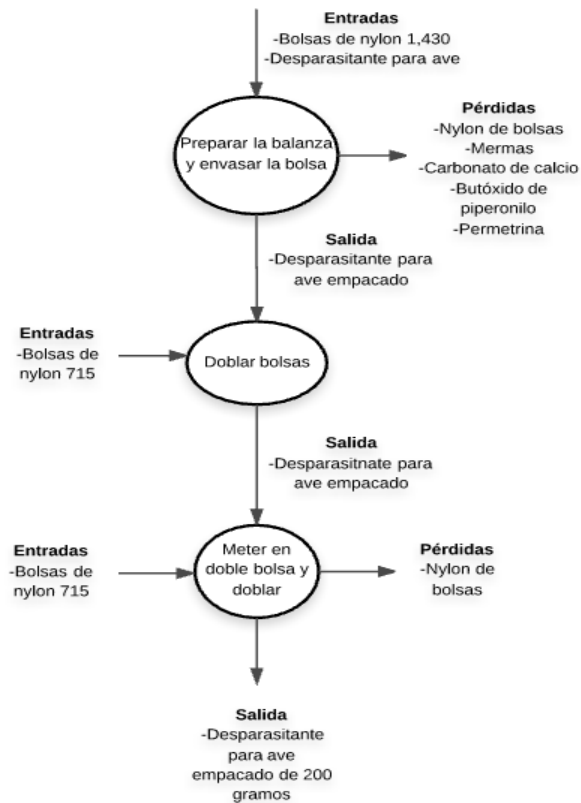 Entradas
-Bolsas de nylon 1,430
-Desparasitante para ave
Preparar la balanza
y envasar la bolsa
Pérdidas
-Nylon de bolsas
-Mermas
-Carbonato de calcio
-Butóxido de
piperonilo
-Permetrina
Salida
-Desparasitante para
ave empacado
Entradas
-Bolsas de
nylon 715
Doblar bolsas
Salida
-Desparasitnate para
ave empacado
Entradas
-Bolsas de
nylon 715
Meter en
doble bolsa y
doblar
Pérdidas
-Nylon de
bolsas
Salida
-Desparasitante
para ave
empacado de 200
gramos